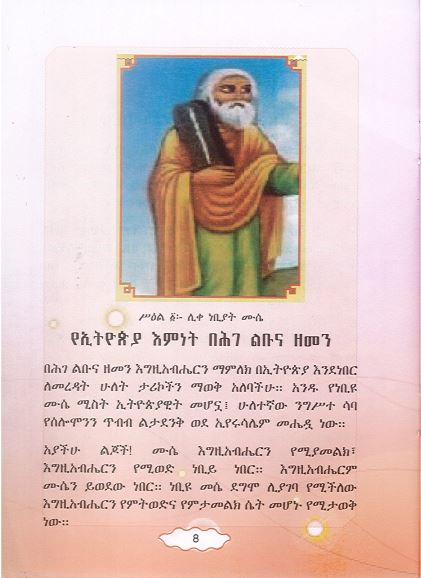 ሥዕል ፩፦ ሊቀ ነቢያት ሙሴ
የኢትዮጵያ እምነት በሕገ ልቡና ዘመን
በሕገ ልቡና ዘመን እግዚአብሔርን ማምለክ በኢትዮጵያ እንደነበር
ለመረዳት ሁለት ታሪኮችን ማወቅ አለባችሁ። አንዱ የነቢዩ
ሙሴ ሚስት ኢትዮጵያዊት መሆኗ፤ ሁለተኛው ንግሥተ ሳባ
የሰሎሞንን ጥበብ ልታደንቅ ወደ ኢየሩሳሌም መሔዷ ነው።
አያችሁ ልጆች! ሙሴ እግዚአብሔርን የሚያመልክ፣
እግዚአብሔርን የሚወድ ነቢይ ነበር። እግዚአብሔርም
ሙሴን ይወደው ነበር። ነቢዩ ሙሴ ደግሞ ሊያገባ የሚችለው
እግዚአብሔርን የምትወድና የምታመልክ ሴት መሆኑ የሚታወቅ
ነው።
8